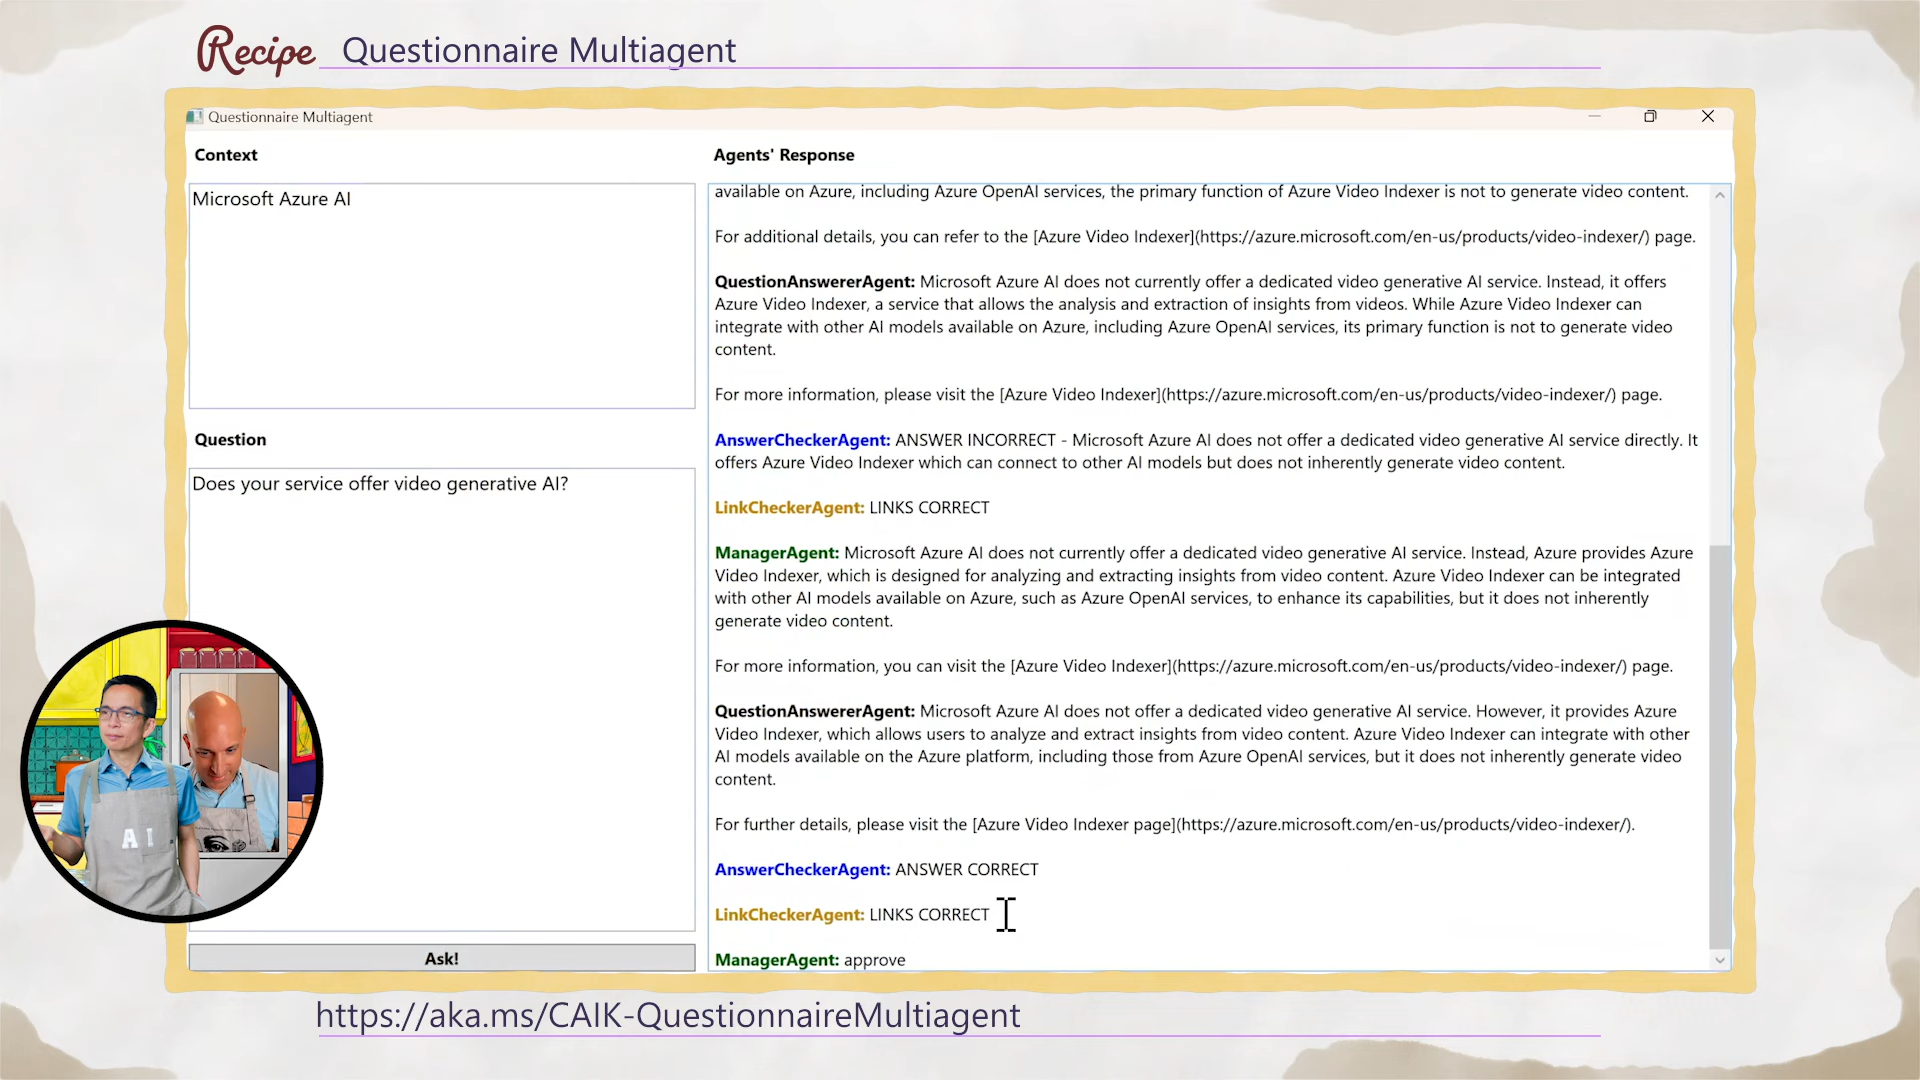 Recipe Questionnaire Multiagent
Questionnaire Multiagent
Context
Microsoft Azure AI
Question
Does your service offer video generative AI?
Ask!
Agents' Response
available on Azure, including Azure OpenAI services, the primary function of Azure Video Indexer is not to generate video content.
For additional details, you can refer to the [Azure Video Indexer](https://azure.microsoft.com/en-us/products/video-indexer/) page.
QuestionAnswererAgent: Microsoft Azure AI does not currently offer a dedicated video generative AI service. Instead, it offers
Azure Video Indexer, a service that allows the analysis and extraction of insights from videos. While Azure Video Indexer can
integrate with other AI models available on Azure, including Azure OpenAI services, its primary function is not to generate video
content.
For more information, please visit the [Azure Video Indexer](https://azure.microsoft.com/en-us/products/video-indexer/) page.
AnswerCheckerAgent: ANSWER INCORRECT - Microsoft Azure AI does not offer a dedicated video generative AI service directly. It
offers Azure Video Indexer which can connect to other AI models but does not inherently generate video content.
LinkCheckerAgent: LINKS CORRECT
ManagerAgent: Microsoft Azure AI does not currently offer a dedicated video generative AI service. Instead, Azure provides Azure
Video Indexer, which is designed for analyzing and extracting insights from video content. Azure Video Indexer can be integrated
with other AI models available on Azure, such as Azure OpenAI services, to enhance its capabilities, but it does not inherently
generate video content.
For more information, you can visit the [Azure Video Indexer](https://azure.microsoft.com/en-us/products/video-indexer/) page.
QuestionAnswererAgent: Microsoft Azure AI does not offer a dedicated video generative AI service. However, it provides Azure
Video Indexer, which allows users to analyze and extract insights from video content. Azure Video Indexer can integrate with other
AI models available on the Azure platform, including those from Azure OpenAI services, but it does not inherently generate video
content.
For further details, please visit the [Azure Video Indexer page](https://azure.microsoft.com/en-us/products/video-indexer/).
AnswerCheckerAgent: ANSWER CORRECT
LinkCheckerAgent: LINKS CORRECT
ManagerAgent: approve
AI
https://aka.ms/CAIK-QuestionnaireMultiagent